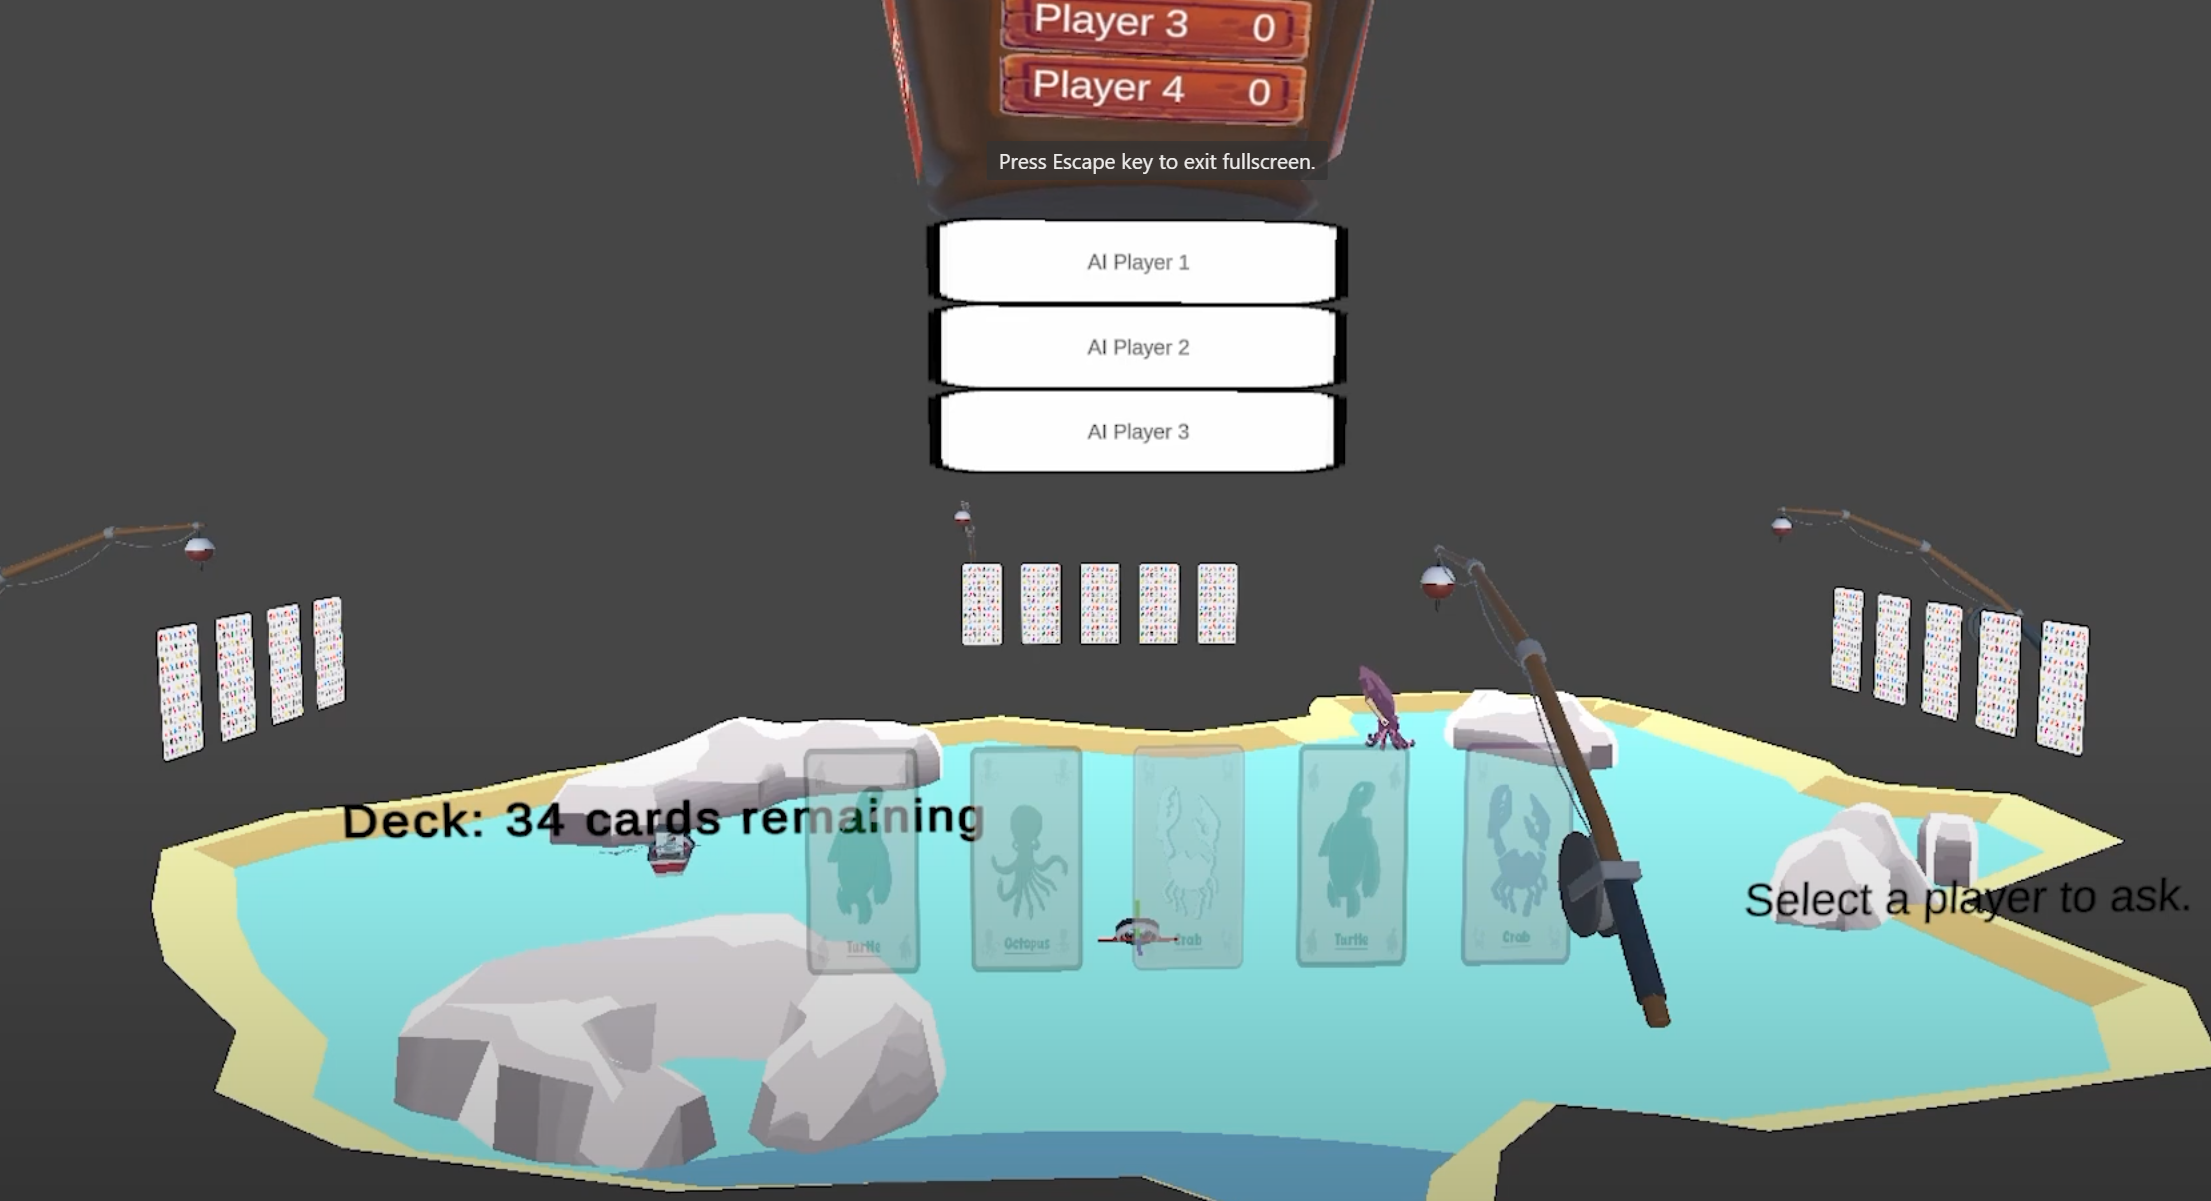 Player 3 0
Player 4 0
Press Escape key to exit fullscreen.
AI Player 1
AI Player 2
AI Player 3
Deck: 34 cards remaining
Select a player to ask.
Turtle
Octopus
Crab
Turtle
Crab